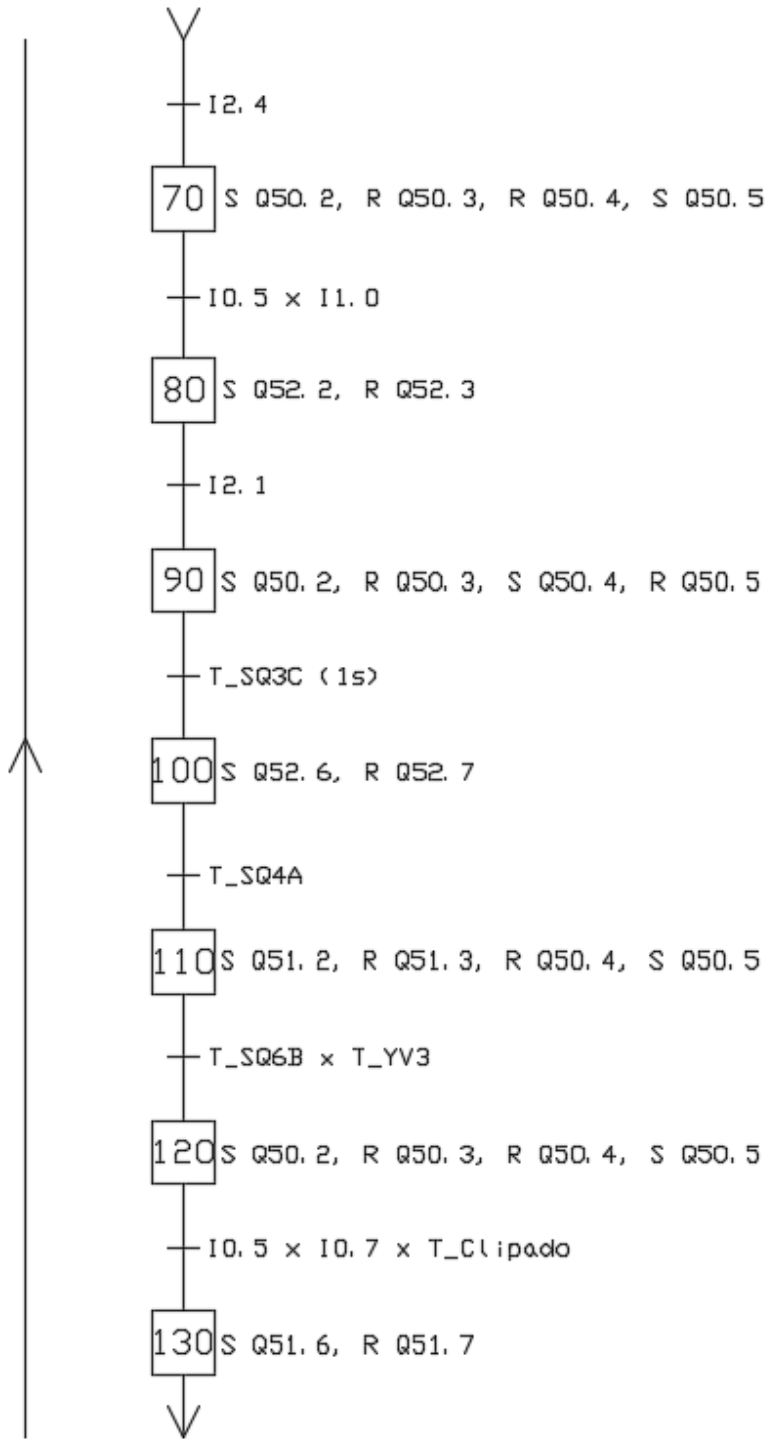 I2.4
70 S Q50.2, R Q50.3, R Q50.4, S Q50.5
I0.5 x I1.0
80 S Q52.2, R Q52.3
I2.1
90 S Q50.2, R Q50.3, S Q50.4, R Q50.5
T_SQ3C (1s)
100 S Q52.6, R Q52.7
T_SQ4A
110 S Q51.2, R Q51.3, R Q50.4, S Q50.5
T_SQ6B x T_YV3
120 S Q50.2, R Q50.3, R Q50.4, S Q50.5
I0.5 x I0.7 x T_Clipado
130 S Q51.6, R Q51.7